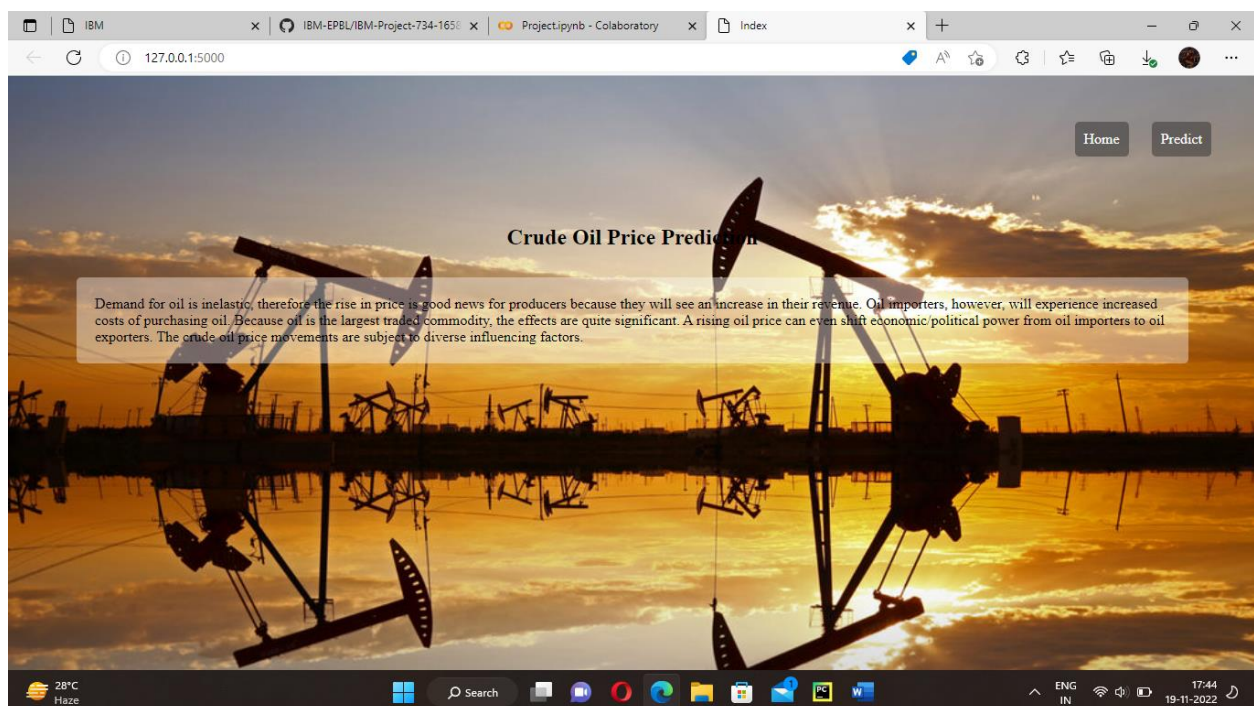 IBM
IBM-EPBL/IBM-Project-734-1658
Project.ipynb - Colaboratory
Index
127.0.0.1:5000
Home
Predict
Crude Oil Price Prediction
Demand for oil is inelastic, therefore the rise in price is good news for producers because they will see an increase in their revenue. Oil importers, however, will experience increased
costs of purchasing oil. Because oil is the largest traded commodity, the effects are quite significant. A rising oil price can even shift economic/political power from oil importers to oil
exporters. The crude oil price movements are subject to diverse influencing factors.
28°C
Haze
Search
1
PC
W
ENG
IN
17:44
19-11-2022